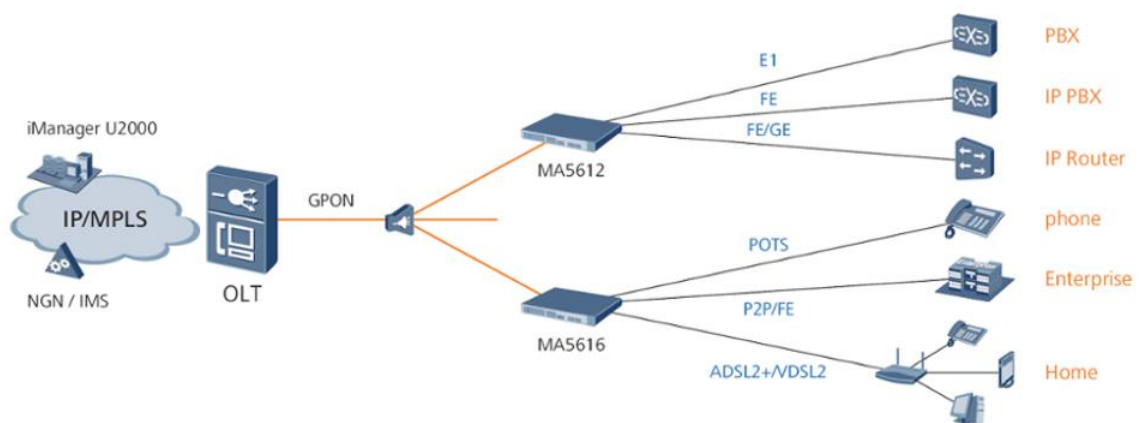 iManager U2000
IP/MPLS
NGN / IMS
OLT
GPON
MA5612
E1
FE
FE/GE
PBX
IP PBX
IP Router
MA5616
POTS
P2P/FE
ADSL2+/VDSL2
phone
Enterprise
Home